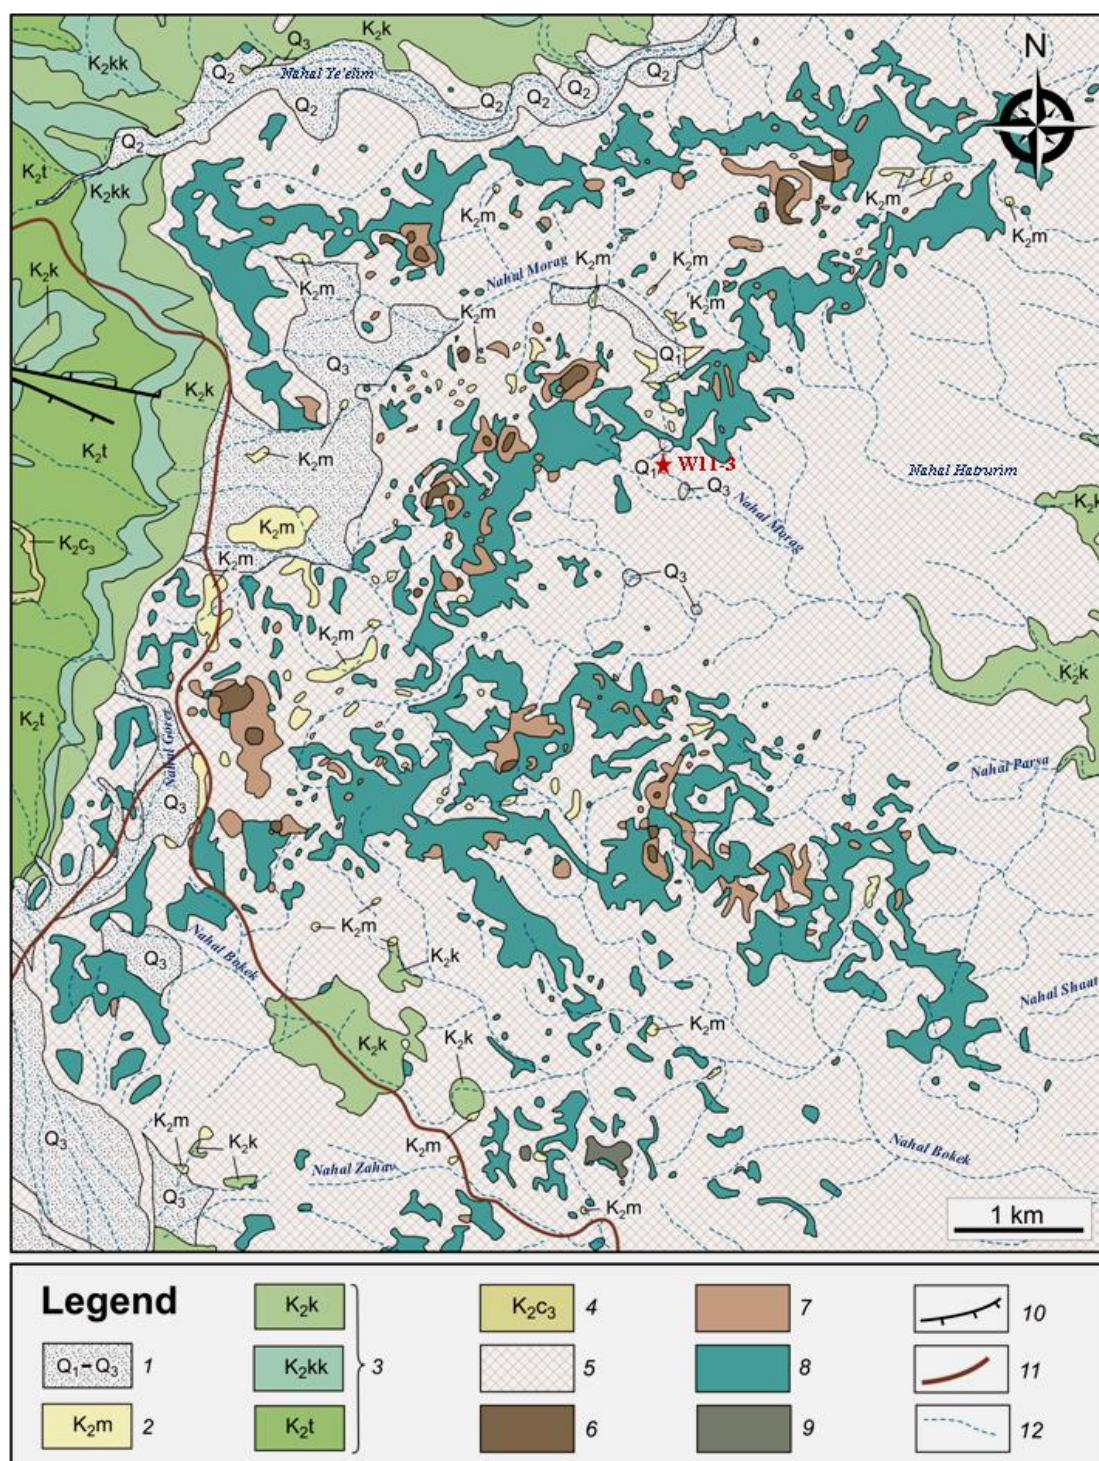 K₂k
Q₃
N
K₂kk
Q₂
Nahal Ye'elim
Q₂
Q₂
Q₂
Q₂
Q₂
Q₂
K₂t
K₂kk
K₂m
K₂m
K₂m
K₂k
Nahal Morag
K₂m
K₂m
K₂m
K₂m
K₂m
Q₃
Q₁
K₂k
K₂t
K₂m
Q₁
W11-3
Nahal Hatrurim
Q₃
K₂k
Nahal Morag
K₂m
K₂c₃
K₂m
Q₃
K₂m
K₂k
K₂t
Nahal Gorer
Nahal Parsa
Q₃
K₂m
Nahal Bokek
Q₃
K₂k
Nahal Shaat
K₂m
K₂k
K₂k
Q₃
K₂m
K₂k
K₂m
Nahal Bokek
Nahal Zahav
Q₃
K₂m
1 km
Legend
K₂k
K₂c₃ 4
7
10
Q₁–Q₃ 1
K₂kk
3
5
8
11
K₂m 2
K₂t
6
9
12